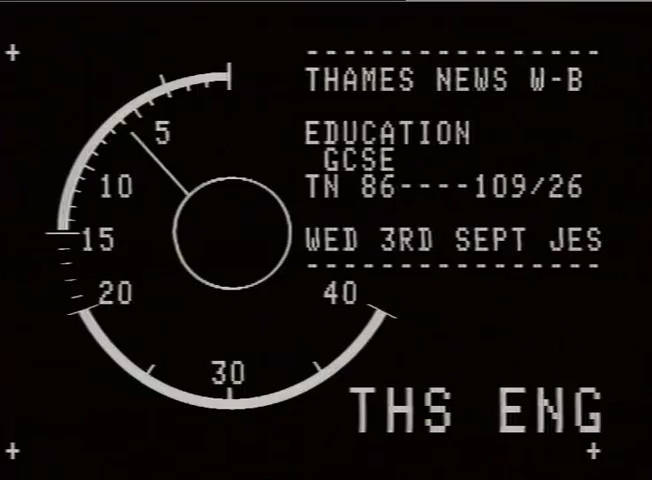 ----------------
THAMES NEWS W-B
EDUCATION
GCSE
TN 86----109/26
WED 3RD SEPT JES
----------------
5
10
15
20
30
40
THS ENG